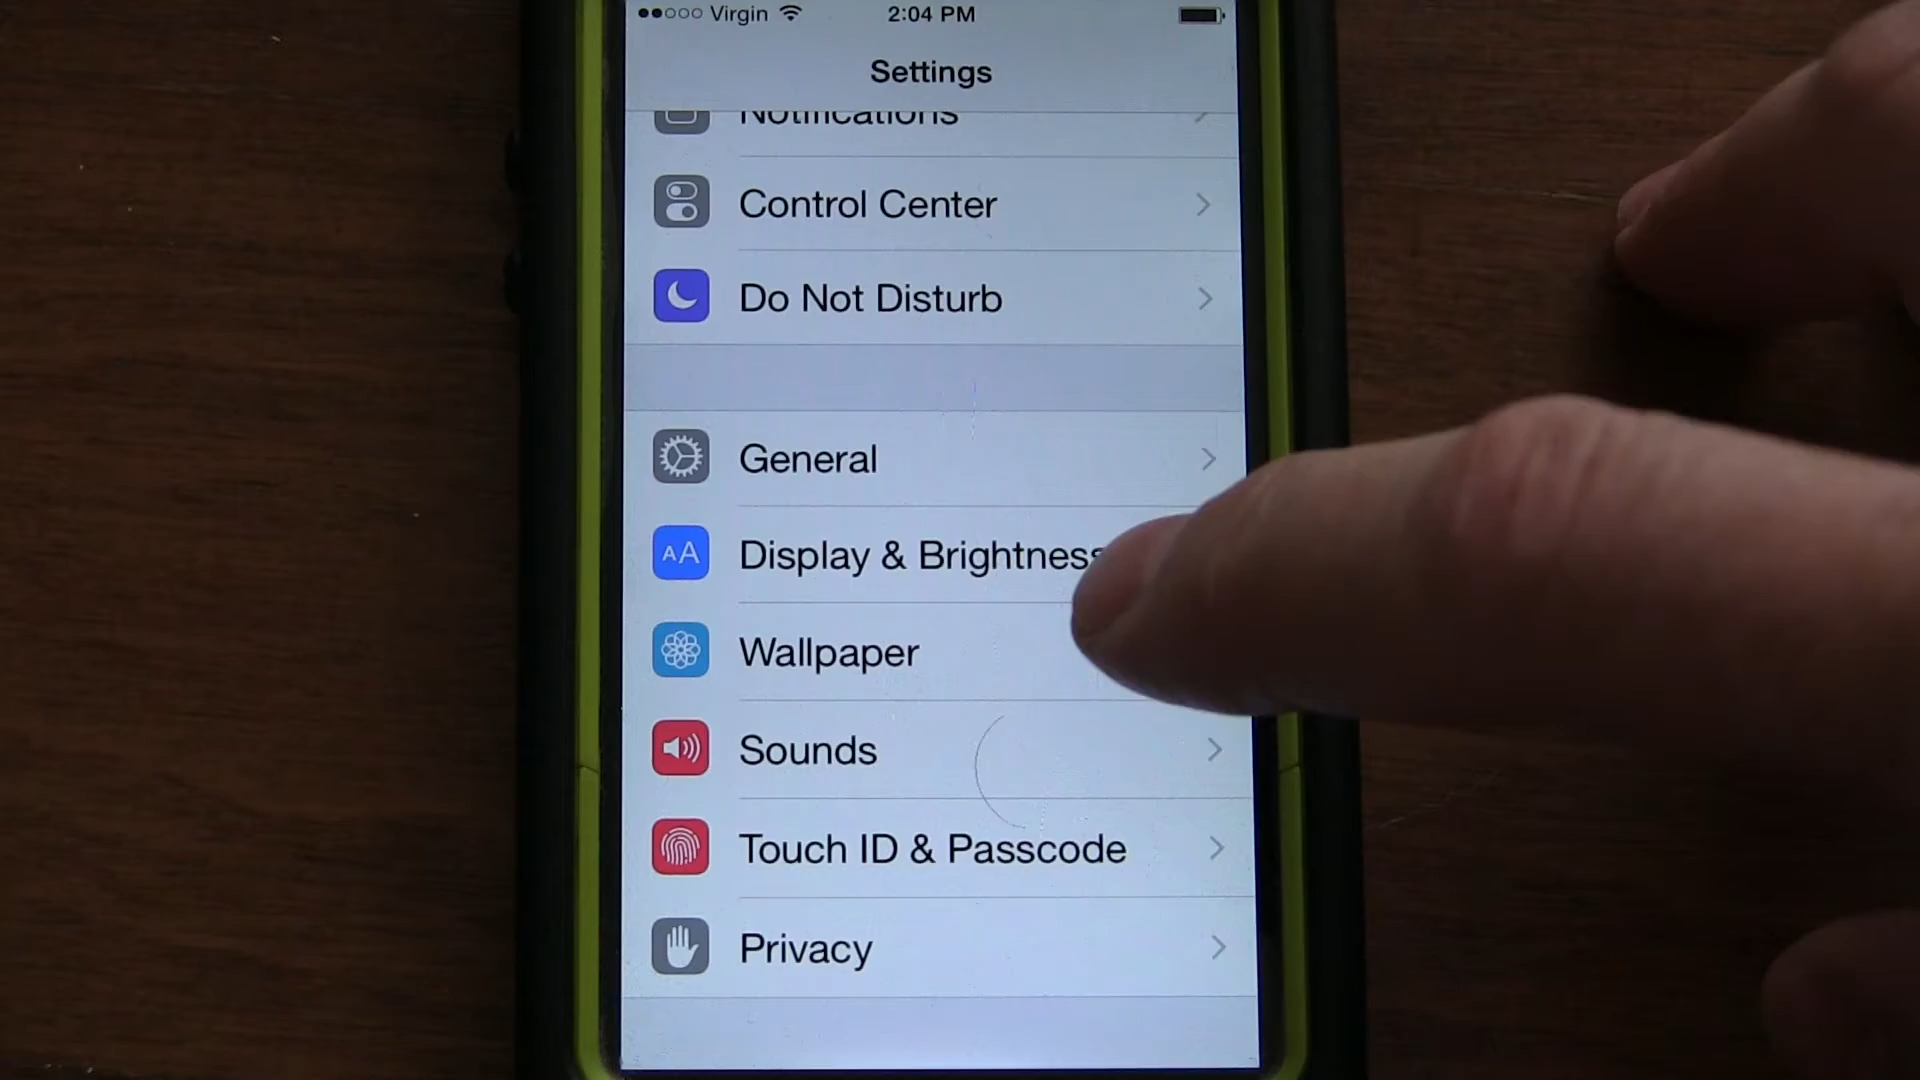 Virgin 2:04 PM
Settings
Notifications
Control Center
Do Not Disturb
General
AA Display & Brightness
Wallpaper
Sounds
Touch ID & Passcode
Privacy